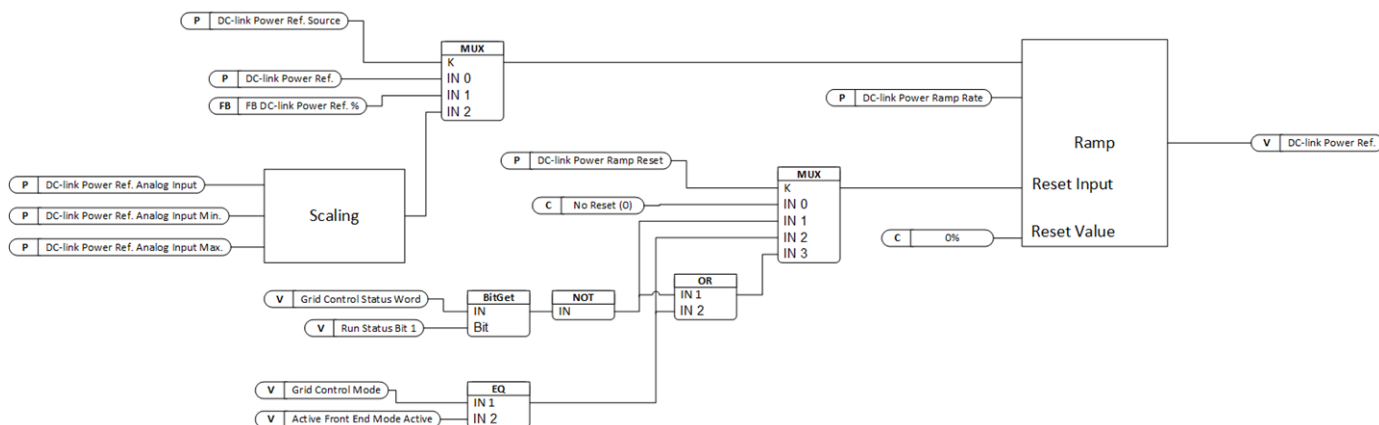 P DC-link Power Ref. Source
MUX
K
P DC-link Power Ref.
IN 0
FB FB DC-link Power Ref. %
IN 1
IN 2
P DC-link Power Ramp Rate
Ramp
V DC-link Power Ref.
P DC-link Power Ramp Reset
MUX
K
Reset Input
P DC-link Power Ref. Analog Input
P DC-link Power Ref. Analog Input Min.
P DC-link Power Ref. Analog Input Max.
Scaling
C No Reset (0)
IN 0
IN 1
IN 2
IN 3
C 0%
Reset Value
V Grid Control Status Word
BitGet
IN
V Run Status Bit 1
Bit
NOT
IN
OR
IN 1
IN 2
V Grid Control Mode
EQ
IN 1
V Active Front End Mode Active
IN 2